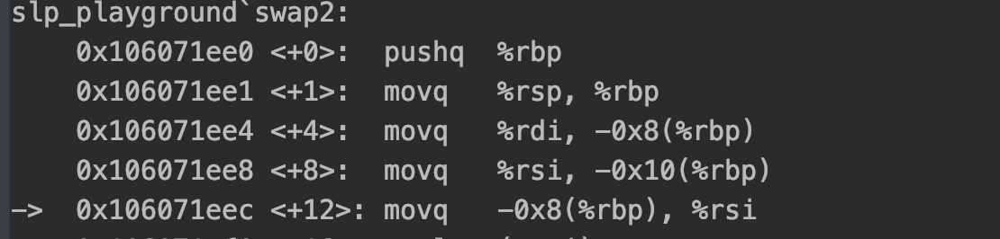 slp_playground`swap2:
0x106071ee0 <+0>: pushq %rbp
0x106071ee1 <+1>: movq %rsp, %rbp
0x106071ee4 <+4>: movq %rdi, -0x8(%rbp)
0x106071ee8 <+8>: movq %rsi, -0x10(%rbp)
-> 0x106071eec <+12>: movq -0x8(%rbp), %rsi